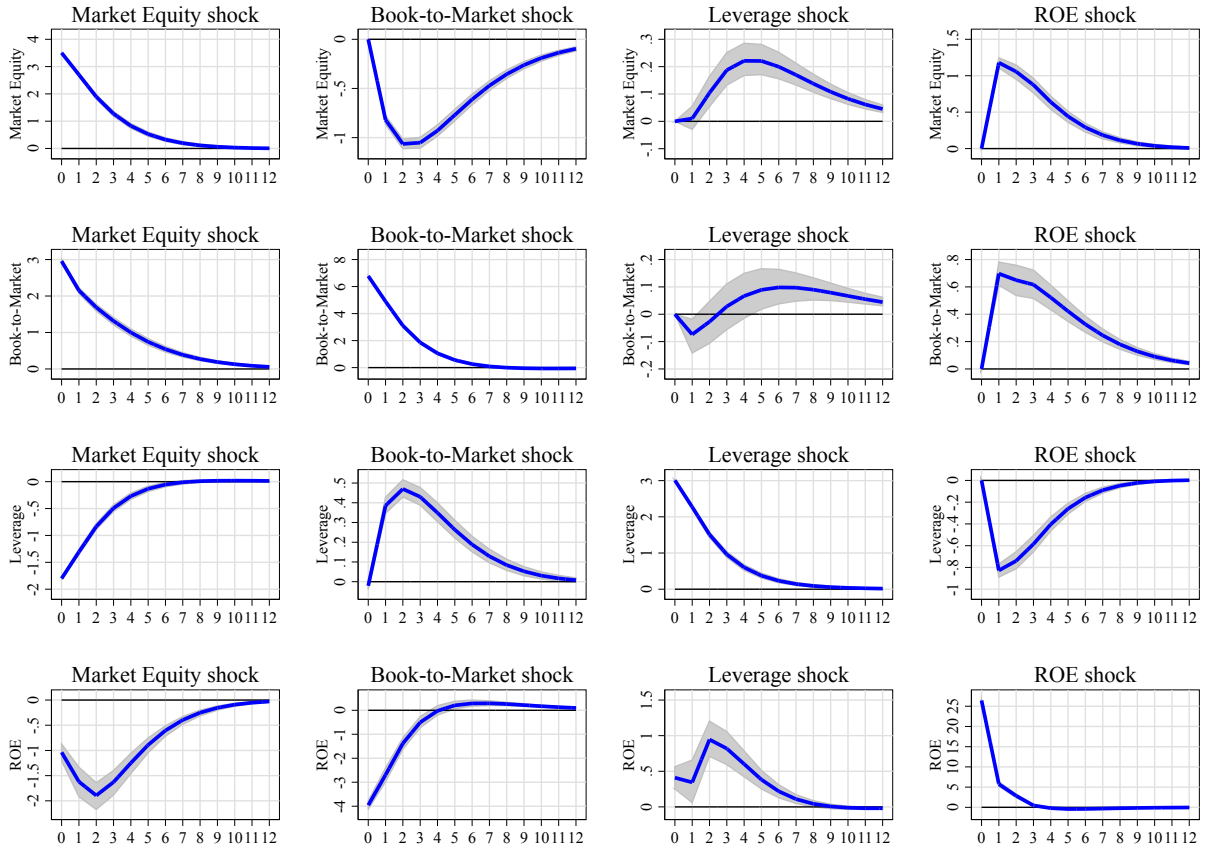 Market Equity shock
Market Equity
4
3
2
1
0
0 1 2 3 4 5 6 7 8 9 10 11 12
Book-to-Market shock
Market Equity
0
-.5
-1
0 1 2 3 4 5 6 7 8 9 10 11 12
Leverage shock
Market Equity
.3
.2
.1
0
-.1
0 1 2 3 4 5 6 7 8 9 10 11 12
ROE shock
Market Equity
1.5
1
.5
0
0 1 2 3 4 5 6 7 8 9 10 11 12
Market Equity shock
Book-to-Market
3
2
1
0
0 1 2 3 4 5 6 7 8 9 10 11 12
Book-to-Market shock
Book-to-Market
8
6
4
2
0
0 1 2 3 4 5 6 7 8 9 10 11 12
Leverage shock
Book-to-Market
.2
.1
0
-.1
-.2
0 1 2 3 4 5 6 7 8 9 10 11 12
ROE shock
Book-to-Market
.8
.6
.4
.2
0
0 1 2 3 4 5 6 7 8 9 10 11 12
Market Equity shock
Leverage
0
-.5
-1
-1.5
-2
0 1 2 3 4 5 6 7 8 9 10 11 12
Book-to-Market shock
Leverage
.5
.4
.3
.2
.1
0
0 1 2 3 4 5 6 7 8 9 10 11 12
Leverage shock
Leverage
3
2
1
0
0 1 2 3 4 5 6 7 8 9 10 11 12
ROE shock
Leverage
0
-.2
-.4
-.6
-.8
-1
0 1 2 3 4 5 6 7 8 9 10 11 12
Market Equity shock
ROE
0
-.5
-1
-1.5
-2
0 1 2 3 4 5 6 7 8 9 10 11 12
Book-to-Market shock
ROE
0
-1
-2
-3
-4
0 1 2 3 4 5 6 7 8 9 10 11 12
Leverage shock
ROE
1.5
1
.5
0
0 1 2 3 4 5 6 7 8 9 10 11 12
ROE shock
ROE
25
20
15
10
5
0
0 1 2 3 4 5 6 7 8 9 10 11 12